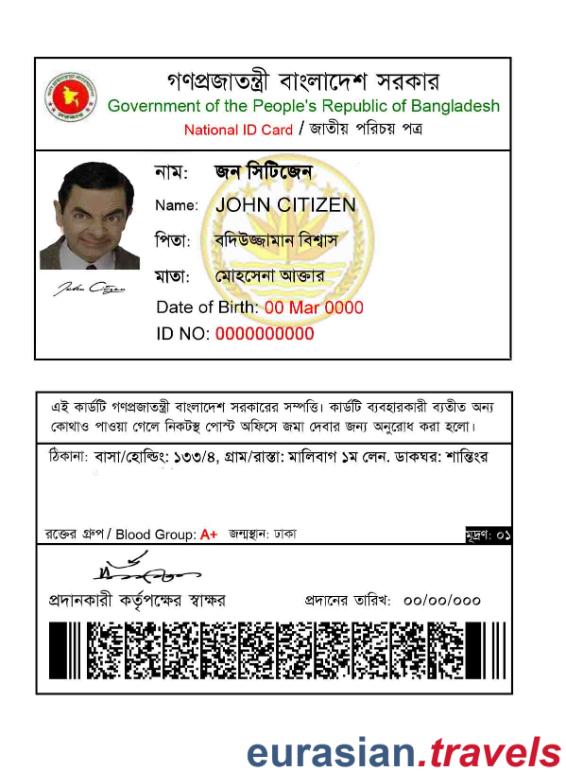 গণপ্রজাতন্ত্রী বাংলাদেশ সরকার
Government of the People's Republic of Bangladesh
National ID Card / জাতীয় পরিচয় পত্র
নাম: জন সিটিজেন
Name: JOHN CITIZEN
পিতা: বদিউজ্জামান বিশ্বাস
মাতা: মোহসেনা আক্তার
John Citizen
Date of Birth: 00 Mar 0000
ID NO: 0000000000
এই কার্ডটি গণপ্রজাতন্ত্রী বাংলাদেশ সরকারের সম্পত্তি। কার্ডটি ব্যবহারকারী ব্যতীত অন্য
কোথাও পাওয়া গেলে নিকটস্থ পোস্ট অফিসে জমা দেবার জন্য অনুরোধ করা হলো।
ঠিকানা: বাসা/হোল্ডিং: ১৩৩/৪, গ্রাম/রাস্তা: মালিবাগ ১ম লেন. ডাকঘর: শান্তিংর
রক্তের গ্রুপ / Blood Group: A+ জন্মস্থান: ঢাকা মূদ্রণ: ০১
প্রদানকারী কর্তৃপক্ষের স্বাক্ষর প্রদানের তারিখ: ০০/০০/০০০
eurasian.travels